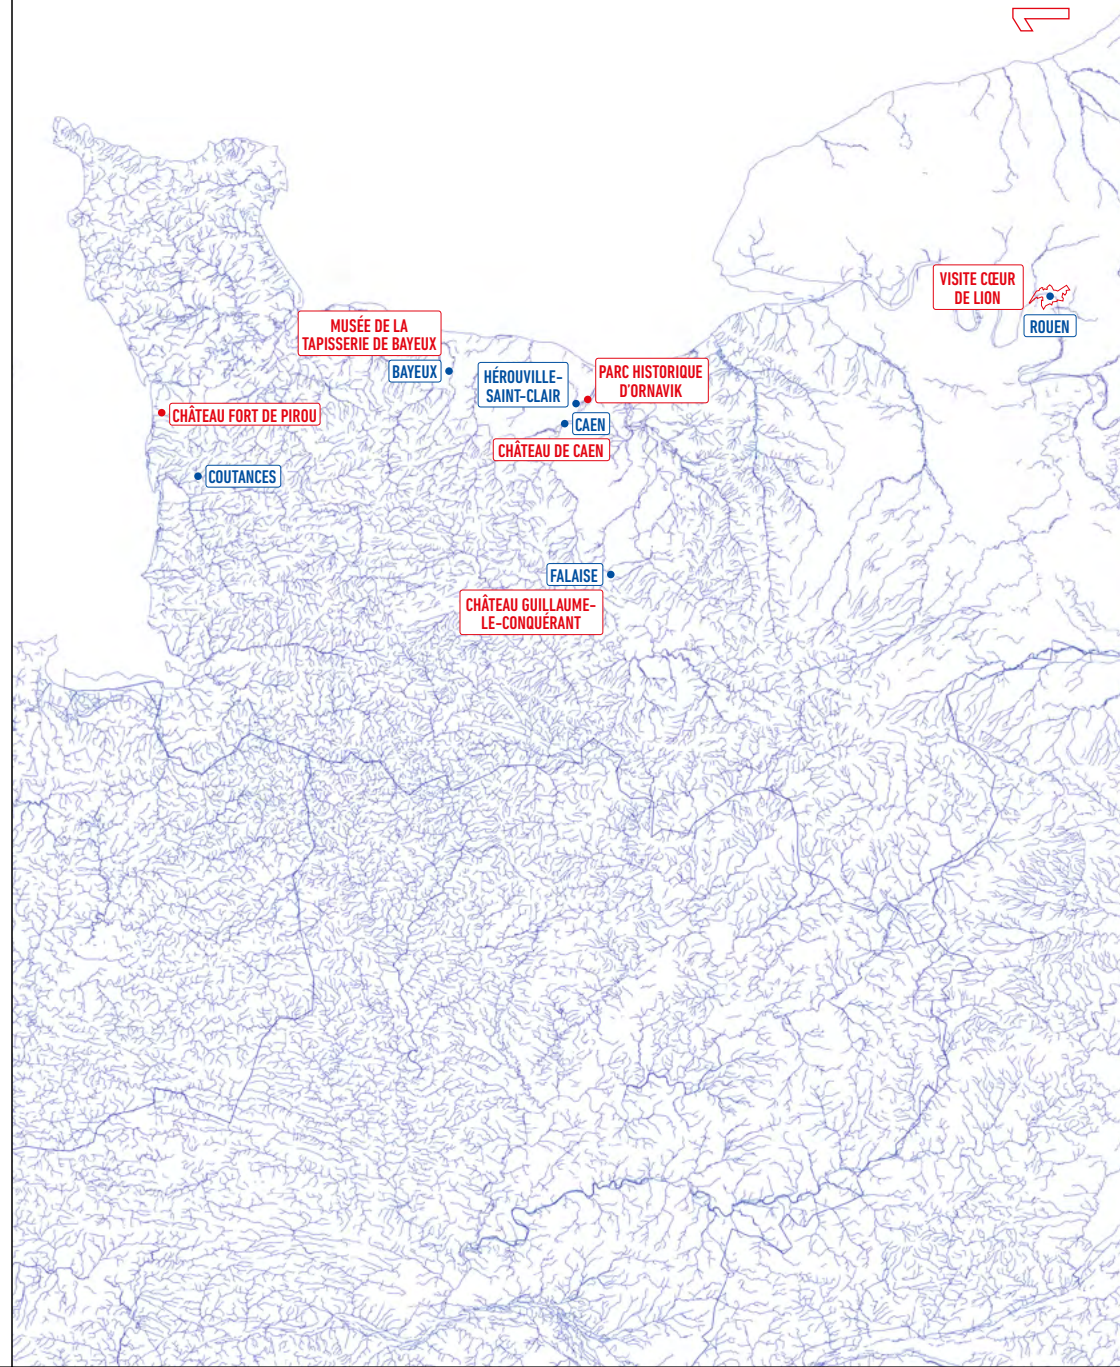 VISITE CŒUR
DE LION
ROUEN
MUSÉE DE LA
TAPISSERIE DE BAYEUX
BAYEUX
HÉROUVILLE-
SAINT-CLAIR
PARC HISTORIQUE
D'ORNAVIK
CHÂTEAU FORT DE PIROU
CAEN
CHÂTEAU DE CAEN
COUTANCES
FALAISE
CHÂTEAU GUILLAUME-
LE-CONQUÉRANT